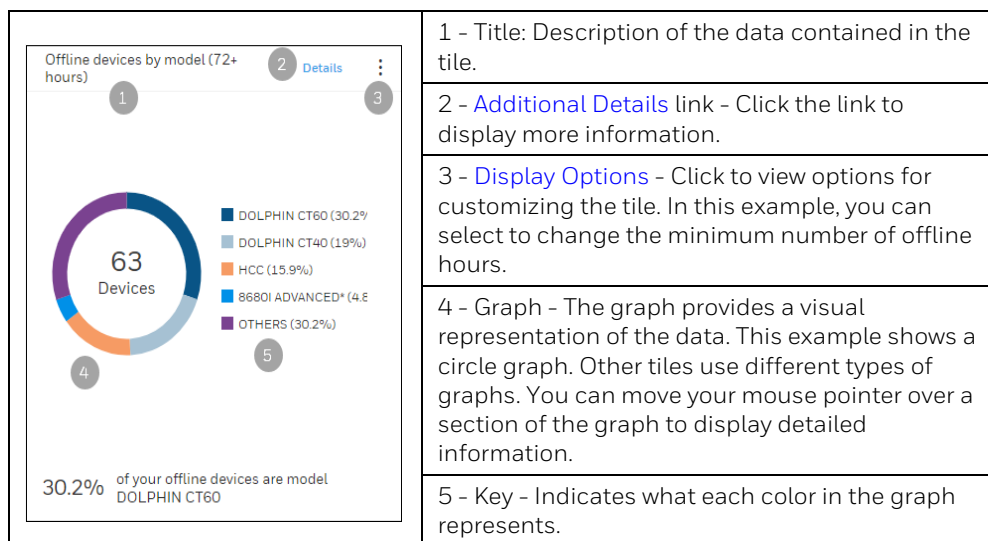 Offline devices by model (72+
hours)
2
Details
1
3
63
Devices
DOLPHIN CT60 (30.2%
DOLPHIN CT40 (19%)
HCC (15.9%)
8680I ADVANCED* (4.8
OTHERS (30.2%)
4
5
30.2%
of your offline devices are model
DOLPHIN CT60
1 - Title: Description of the data contained in the
tile.
2 - Additional Details link - Click the link to
display more information.
3 - Display Options - Click to view options for
customizing the tile. In this example, you can
select to change the minimum number of offline
hours.
4 - Graph - The graph provides a visual
representation of the data. This example shows a
circle graph. Other tiles use different types of
graphs. You can move your mouse pointer over a
section of the graph to display detailed
information.
5 - Key - Indicates what each color in the graph
represents.